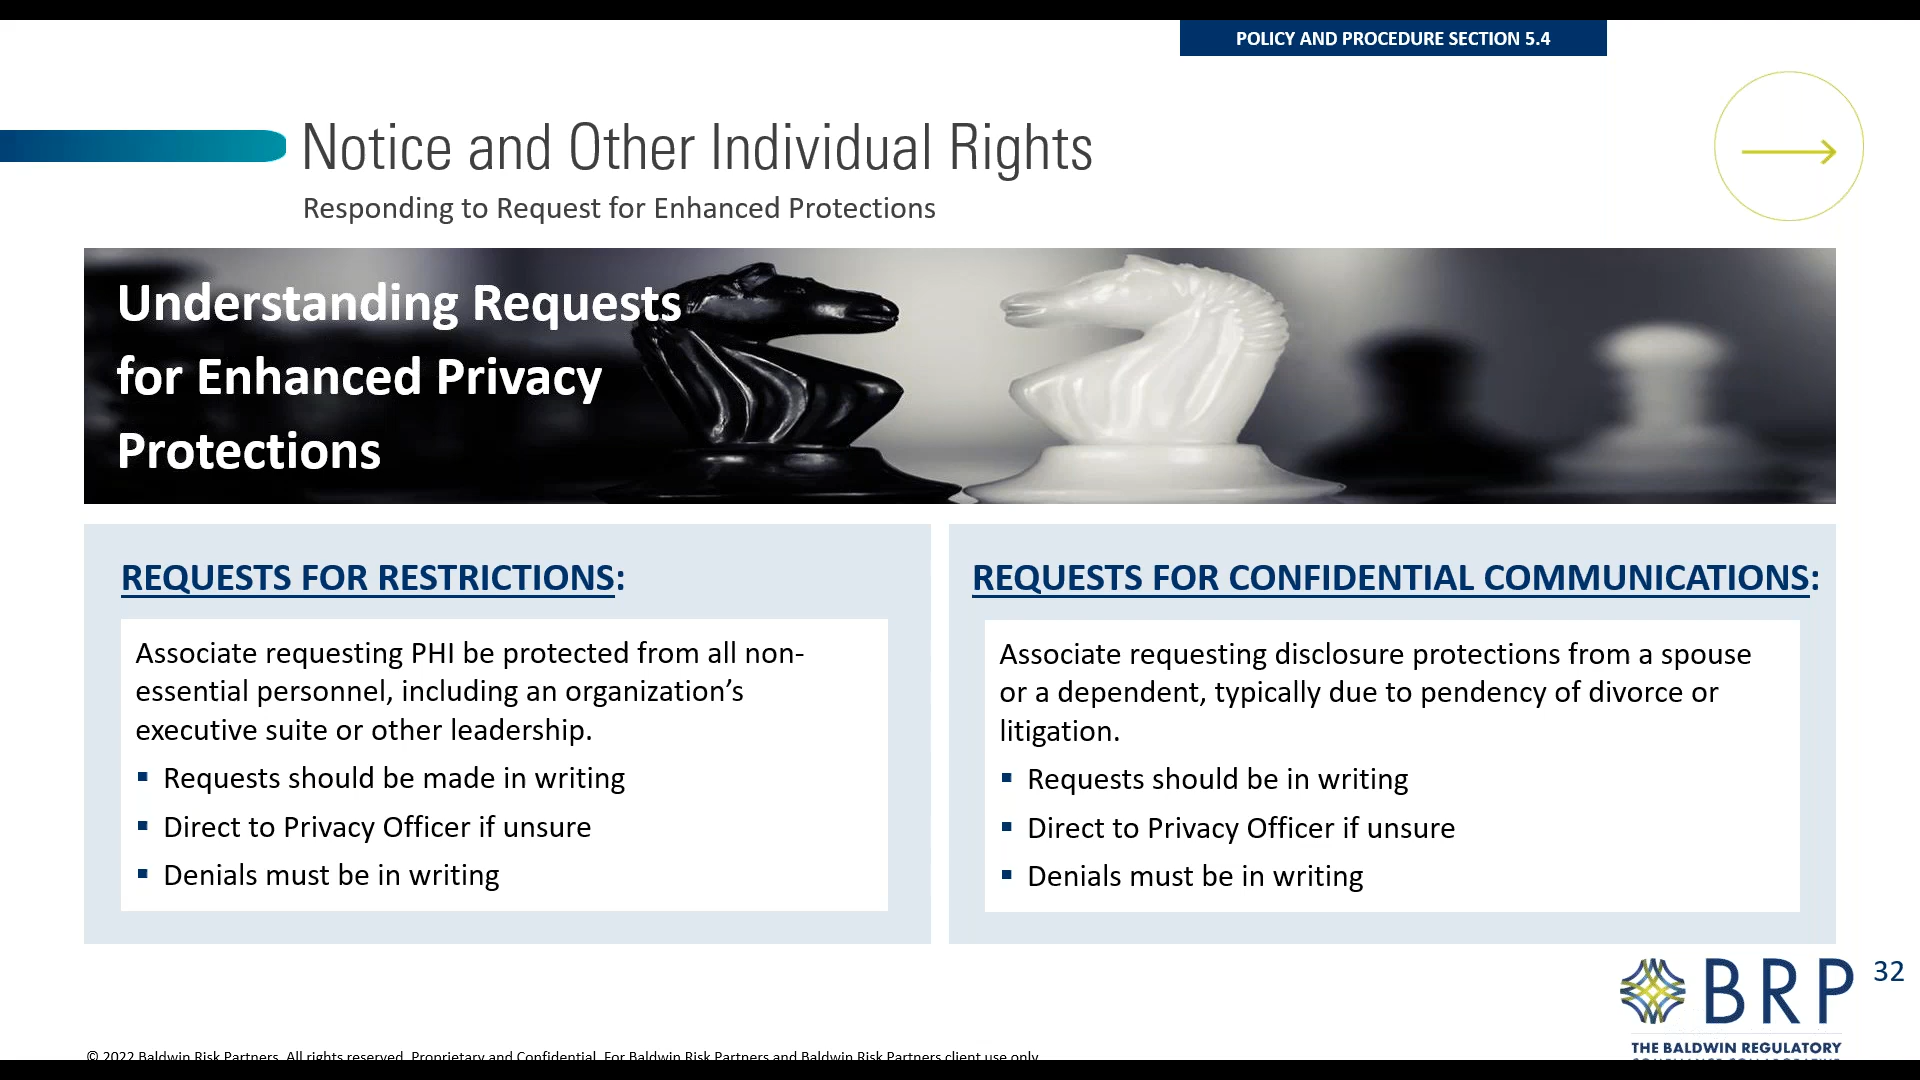 POLICY AND PROCEDURE SECTION 5.4
Notice and Other Individual Rights
Responding to Request for Enhanced Protections
Understanding Requests
for Enhanced Privacy
Protections
REQUESTS FOR RESTRICTIONS:
Associate requesting PHI be protected from all non-
essential personnel, including an organization’s
executive suite or other leadership.
▪ Requests should be made in writing
▪ Direct to Privacy Officer if unsure
▪ Denials must be in writing
REQUESTS FOR CONFIDENTIAL COMMUNICATIONS:
Associate requesting disclosure protections from a spouse
or a dependent, typically due to pendency of divorce or
litigation.
▪ Requests should be in writing
▪ Direct to Privacy Officer if unsure
▪ Denials must be in writing
BRP
32
THE BALDWIN REGULATORY
© 2022 Baldwin Risk Partners. All rights reserved. Proprietary and Confidential. For Baldwin Risk Partners and Baldwin Risk Partners client use only